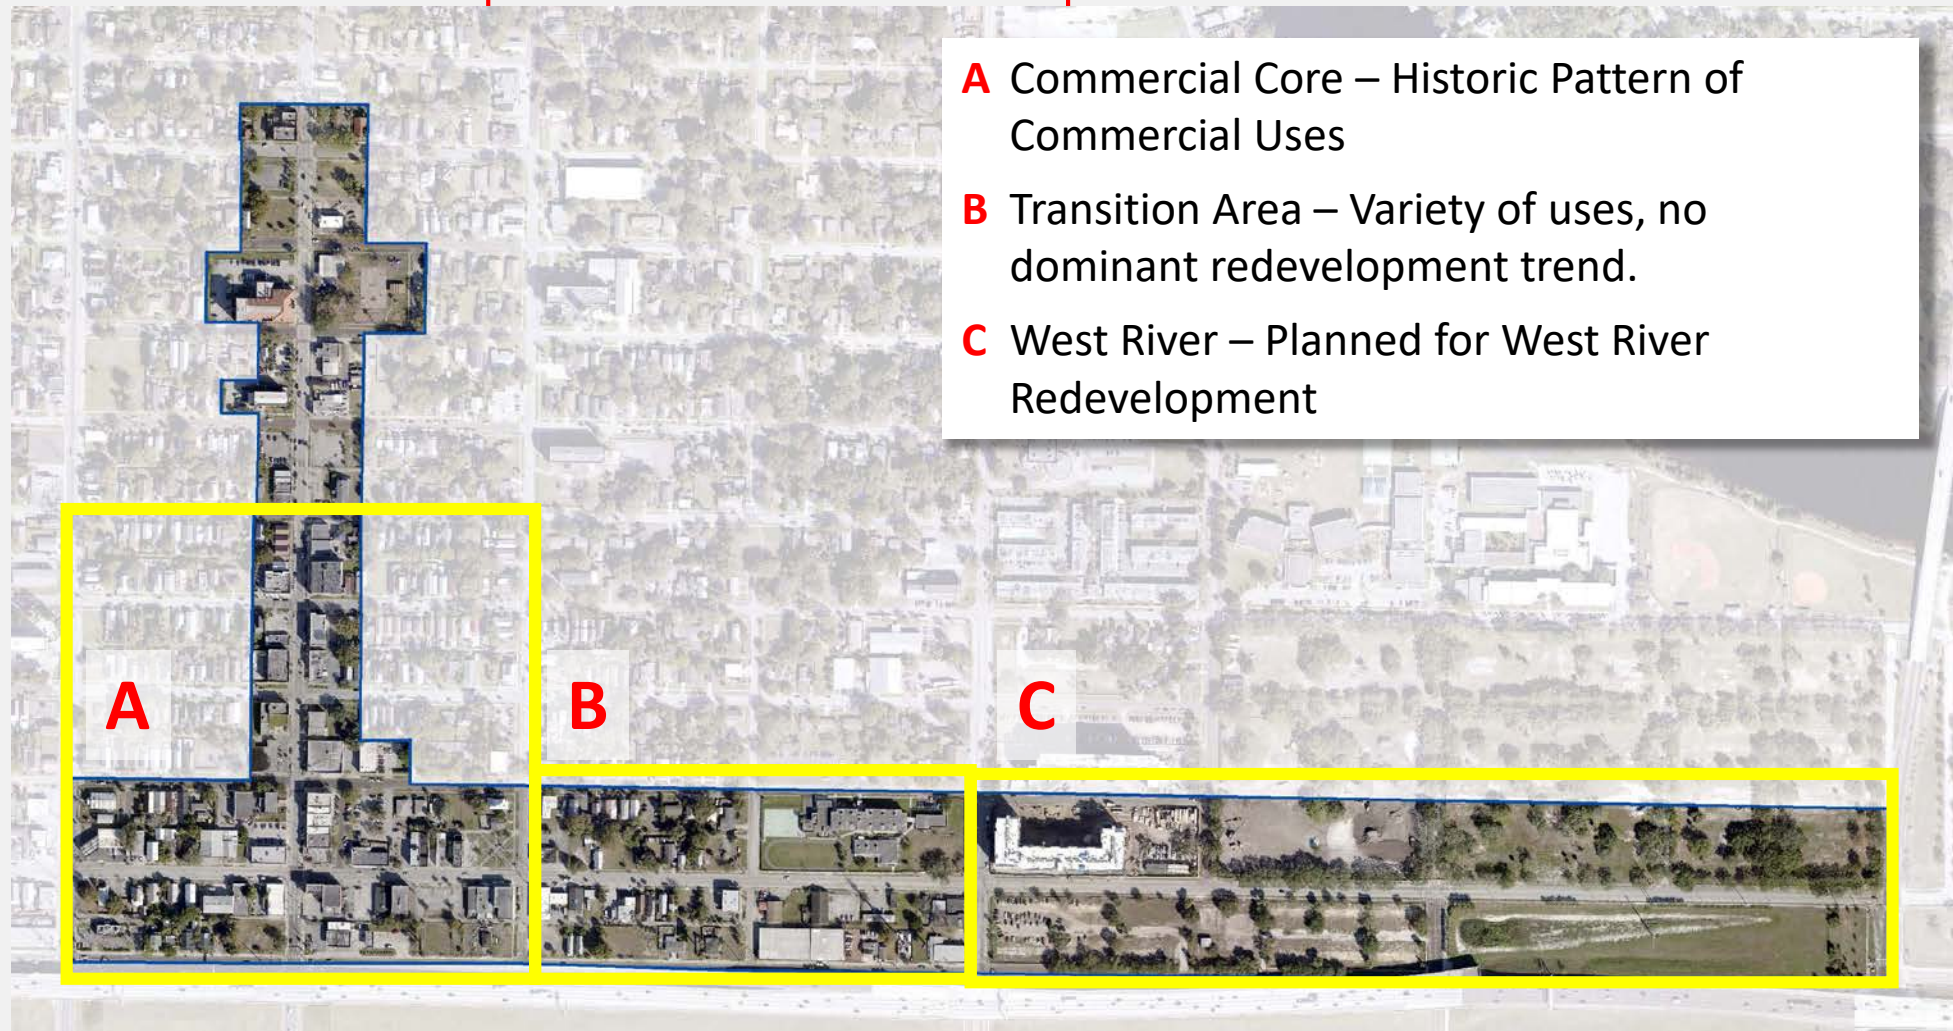 A Commercial Core – Historic Pattern of
Commercial Uses
B Transition Area – Variety of uses, no
dominant redevelopment trend.
C West River – Planned for West River
Redevelopment
A
B
C